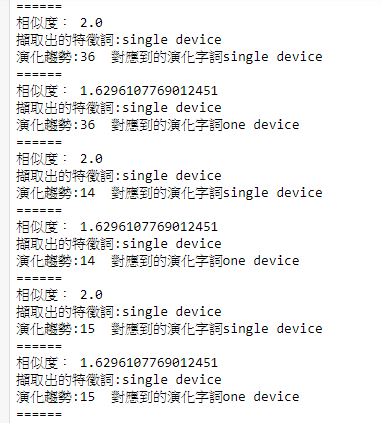 ======
相似度： 2.0
擷取出的特徵詞:single device
演化趨勢:36  對應到的演化字詞single device
======
相似度： 1.6296107769012451
擷取出的特徵詞:single device
演化趨勢:36  對應到的演化字詞one device
======
相似度： 2.0
擷取出的特徵詞:single device
演化趨勢:14  對應到的演化字詞single device
======
相似度： 1.6296107769012451
擷取出的特徵詞:single device
演化趨勢:14  對應到的演化字詞one device
======
相似度： 2.0
擷取出的特徵詞:single device
演化趨勢:15  對應到的演化字詞single device
======
相似度： 1.6296107769012451
擷取出的特徵詞:single device
演化趨勢:15  對應到的演化字詞one device
======